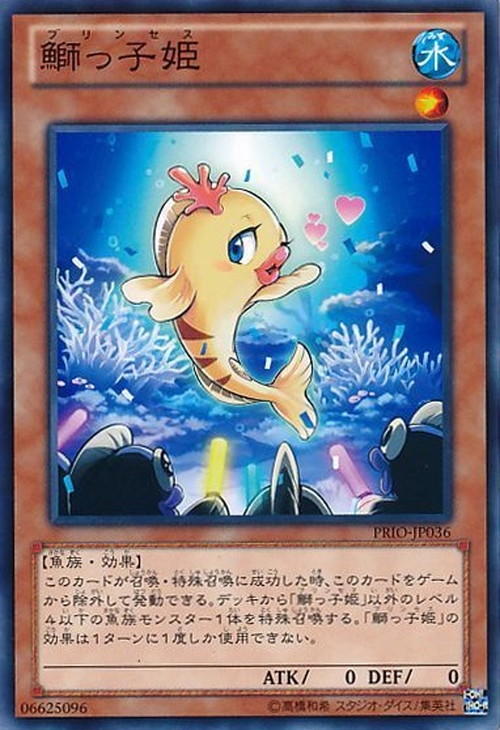 プリンセス
鰤っ子姫
みず
水
PRIO-JP036
【魚族・効果】
このカードが召喚・特殊召喚に成功した時、このカードをゲーム
から除外して発動できる。デッキから「鰤っ子姫」以外のレベル
4以下の魚族モンスター1体を特殊召喚する。「鰤っ子姫」の
効果は1ターンに1度しか使用できない。
ATK/ 0 DEF/ 0
06625096
©高橋和希 スタジオ・ダイス/集英社